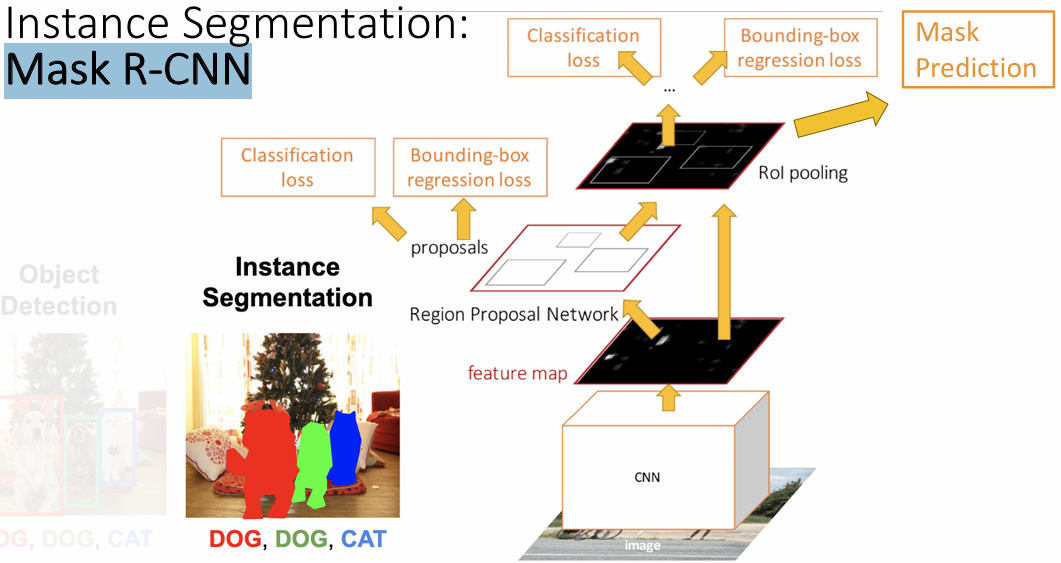 Instance Segmentation:
Mask R-CNN
Classification
loss
Bounding-box
regression loss
Mask
Prediction
...
RoI pooling
Classification
loss
Bounding-box
regression loss
proposals
Region Proposal Network
feature map
CNN
image
Object
Detection
OG, DOG, CAT
Instance
Segmentation
DOG, DOG, CAT